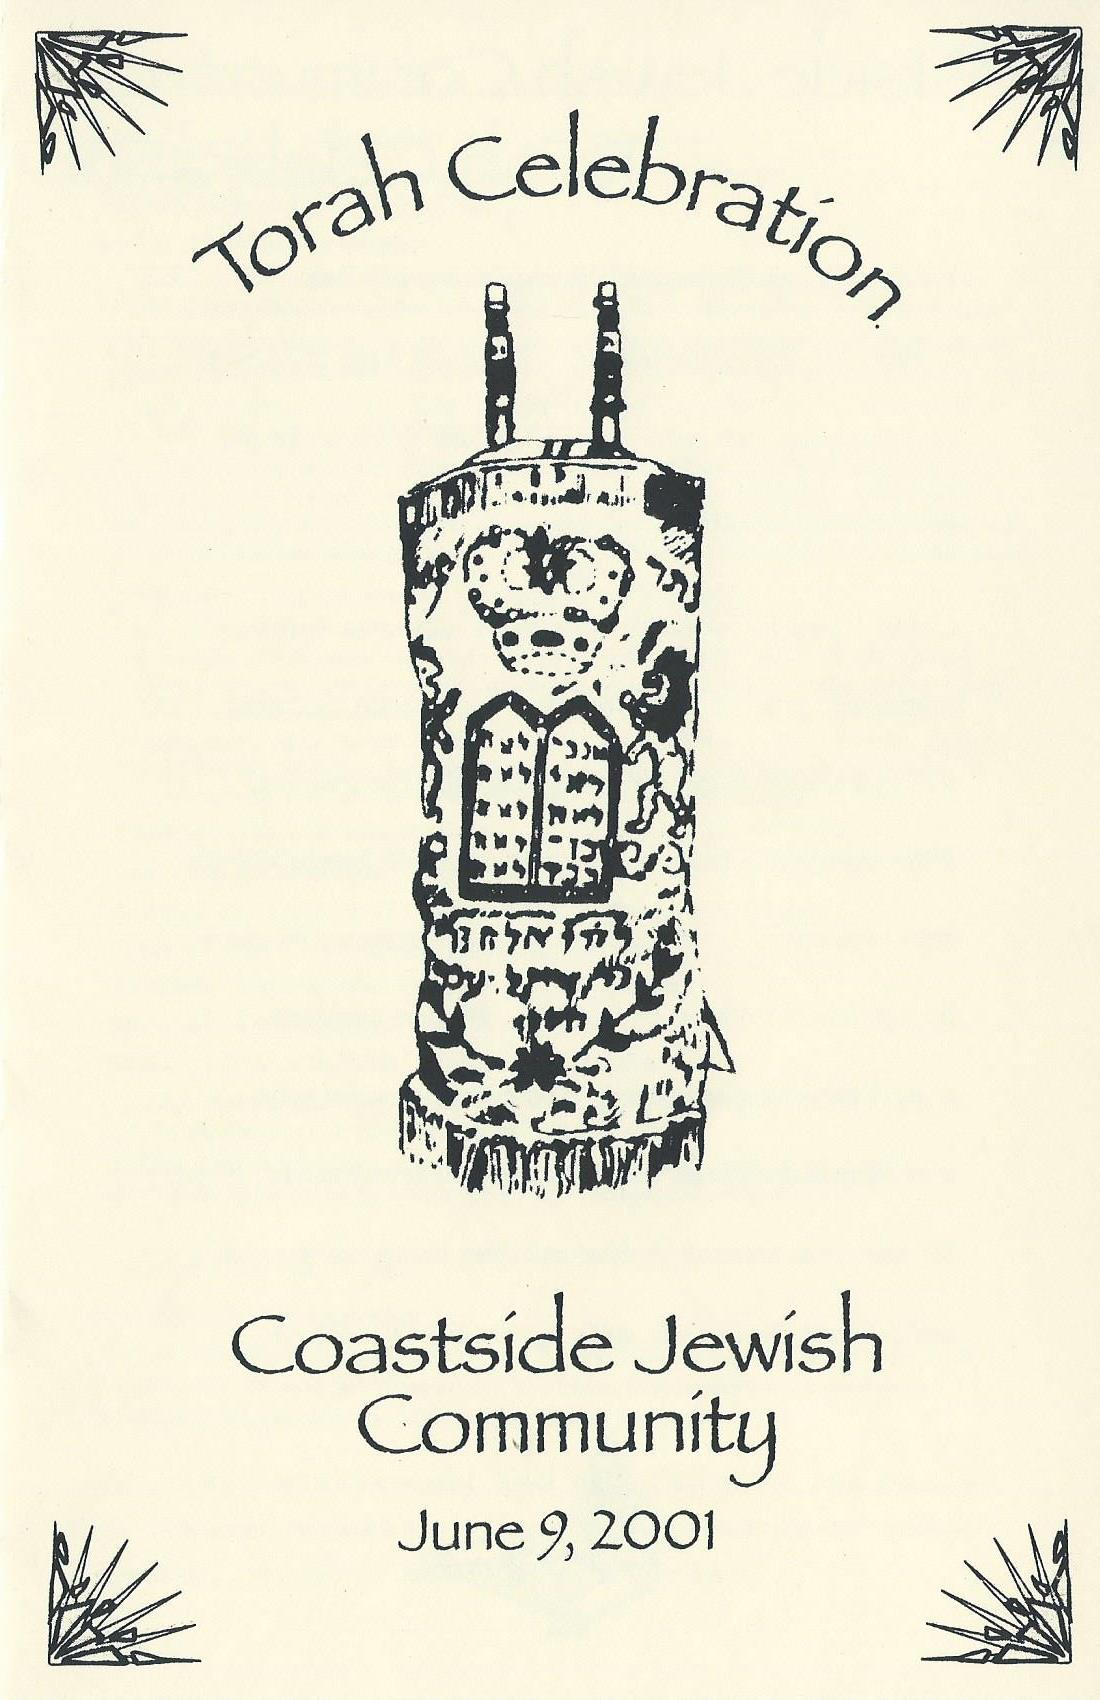 Torah Celebration
Coastside Jewish
Community
June 9, 2001